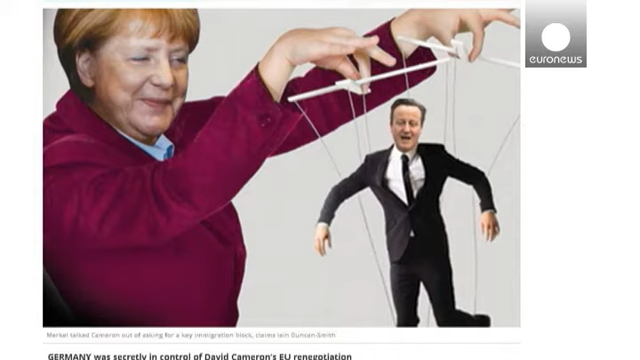 euronews
Merkel talked Cameron out of asking for a key immigration block, claims Iain Duncan-Smith
GERMANY was secretly in control of David Cameron's EU renegotiation